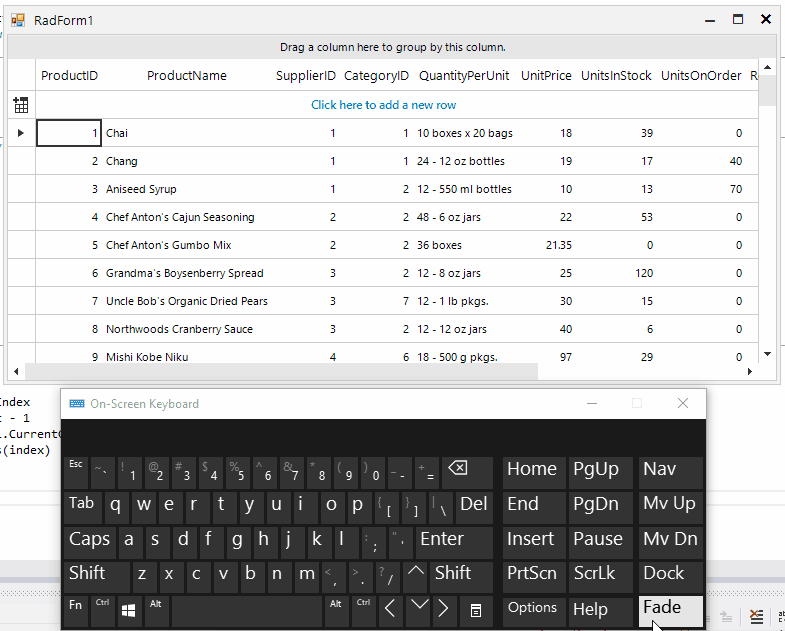 RadForm1
Drag a column here to group by this column.
ProductID ProductName SupplierID CategoryID QuantityPerUnit UnitPrice UnitsInStock UnitsOnOrder
Click here to add a new row
1 Chai 1 1 10 boxes x 20 bags 18 39 0
2 Chang 1 1 24 - 12 oz bottles 19 17 40
3 Aniseed Syrup 1 2 12 - 550 ml bottles 10 13 70
4 Chef Anton's Cajun Seasoning 2 2 48 - 6 oz jars 22 53 0
5 Chef Anton's Gumbo Mix 2 2 36 boxes 21.35 0 0
6 Grandma's Boysenberry Spread 3 2 12 - 8 oz jars 25 120 0
7 Uncle Bob's Organic Dried Pears 3 7 12 - 1 lb pkgs. 30 15 0
8 Northwoods Cranberry Sauce 3 2 12 - 12 oz jars 40 6 0
9 Mishi Kobe Niku 4 6 18 - 500 g pkgs. 97 29 0
Index
- 1
.Current
(index)
On-Screen Keyboard
Esc ~ ` ! 1 @ 2 # 3 $ 4 % 5 ^ 6 & 7 * 8 ( 9 ) 0 _ - + = Home PgUp Nav
Tab q w e r t y u i o p { [ } ] | \ Del End PgDn Mv Up
Caps a s d f g h j k l : ; " ' Enter Insert Pause Mv Dn
Shift z x c v b n m < , > . ? / Shift PrtScn ScrLk Dock
Fn Ctrl Alt Alt Ctrl Options Help Fade